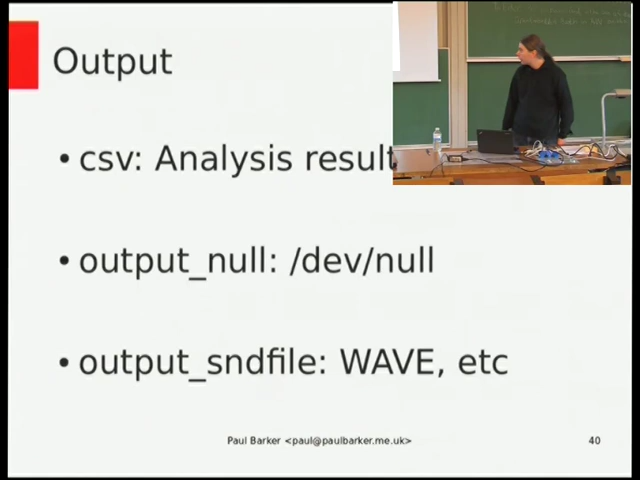 Output
• csv: Analysis result
• output_null: /dev/null
• output_sndfile: WAVE, etc
Paul Barker <paul@paulbarker.me.uk>
40